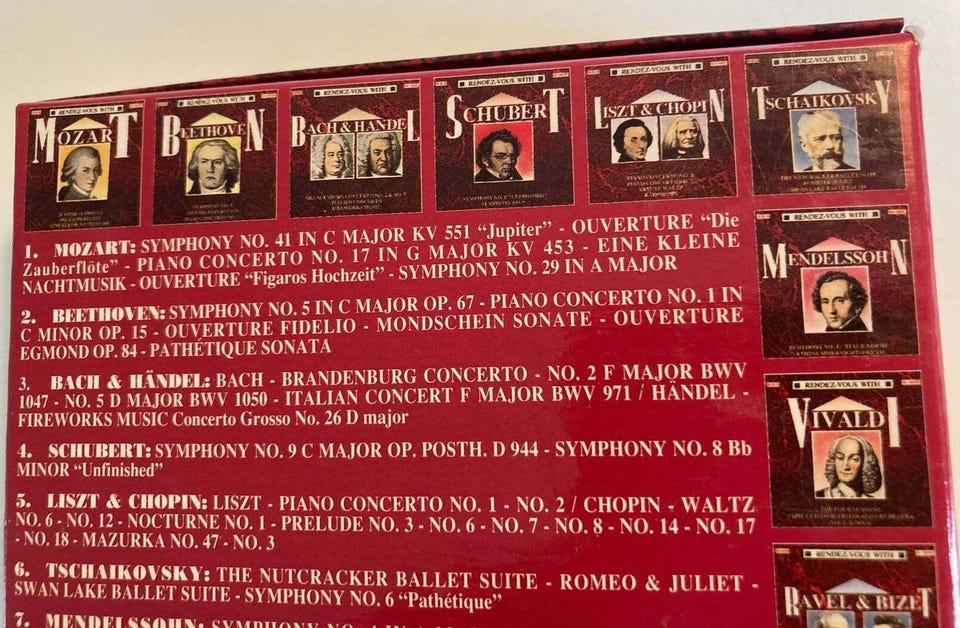 RENDEZ-VOUS WITH
MOZART
RENDEZ-VOUS WITH
BEETHOVEN
RENDEZ-VOUS WITH
BACH & HÄNDEL
RENDEZ-VOUS WITH
SCHUBERT
RENDEZ-VOUS WITH
LISZT & CHOPIN
RENDEZ-VOUS WITH
TSCHAIKOVSKY
1. MOZART: SYMPHONY NO. 41 IN C MAJOR KV 551 "Jupiter" - OUVERTURE "Die
Zauberflöte" - PIANO CONCERTO NO. 17 IN G MAJOR KV 453 - EINE KLEINE
NACHTMUSIK - OUVERTURE "Figaros Hochzeit" - SYMPHONY NO. 29 IN A MAJOR
2. BEETHOVEN: SYMPHONY NO. 5 IN C MAJOR OP. 67 - PIANO CONCERTO NO. 1 IN
C MINOR OP. 15 - OUVERTURE FIDELIO - MONDSCHEIN SONATE - OUVERTURE
EGMOND OP. 84 - PATHÉTIQUE SONATA
3. BACH & HÄNDEL: BACH - BRANDENBURG CONCERTO - NO. 2 F MAJOR BWV
1047 - NO. 5 D MAJOR BWV 1050 - ITALIAN CONCERT F MAJOR BWV 971 / HÄNDEL -
FIREWORKS MUSIC Concerto Grosso No. 26 D major
4. SCHUBERT: SYMPHONY NO. 9 C MAJOR OP. POSTH. D 944 - SYMPHONY NO. 8 Bb
MINOR "Unfinished"
5. LISZT & CHOPIN: LISZT - PIANO CONCERTO NO. 1 - NO. 2 / CHOPIN - WALTZ
NO. 6 - NO. 12 - NOCTURNE NO. 1 - PRELUDE NO. 3 - NO. 6 - NO. 7 - NO. 8 - NO. 14 - NO. 17
- NO. 18 - MAZURKA NO. 47 - NO. 3
6. TSCHAIKOVSKY: THE NUTCRACKER BALLET SUITE - ROMEO & JULIET -
SWAN LAKE BALLET SUITE - SYMPHONY NO. 6 "Pathétique"
7. MENDELSSOHN: SYMPHONY NO. 4 IN A
RENDEZ-VOUS WITH
MENDELSSOHN
RENDEZ-VOUS WITH
VIVALDI
RENDEZ-VOUS WITH
RAVEL & BIZET